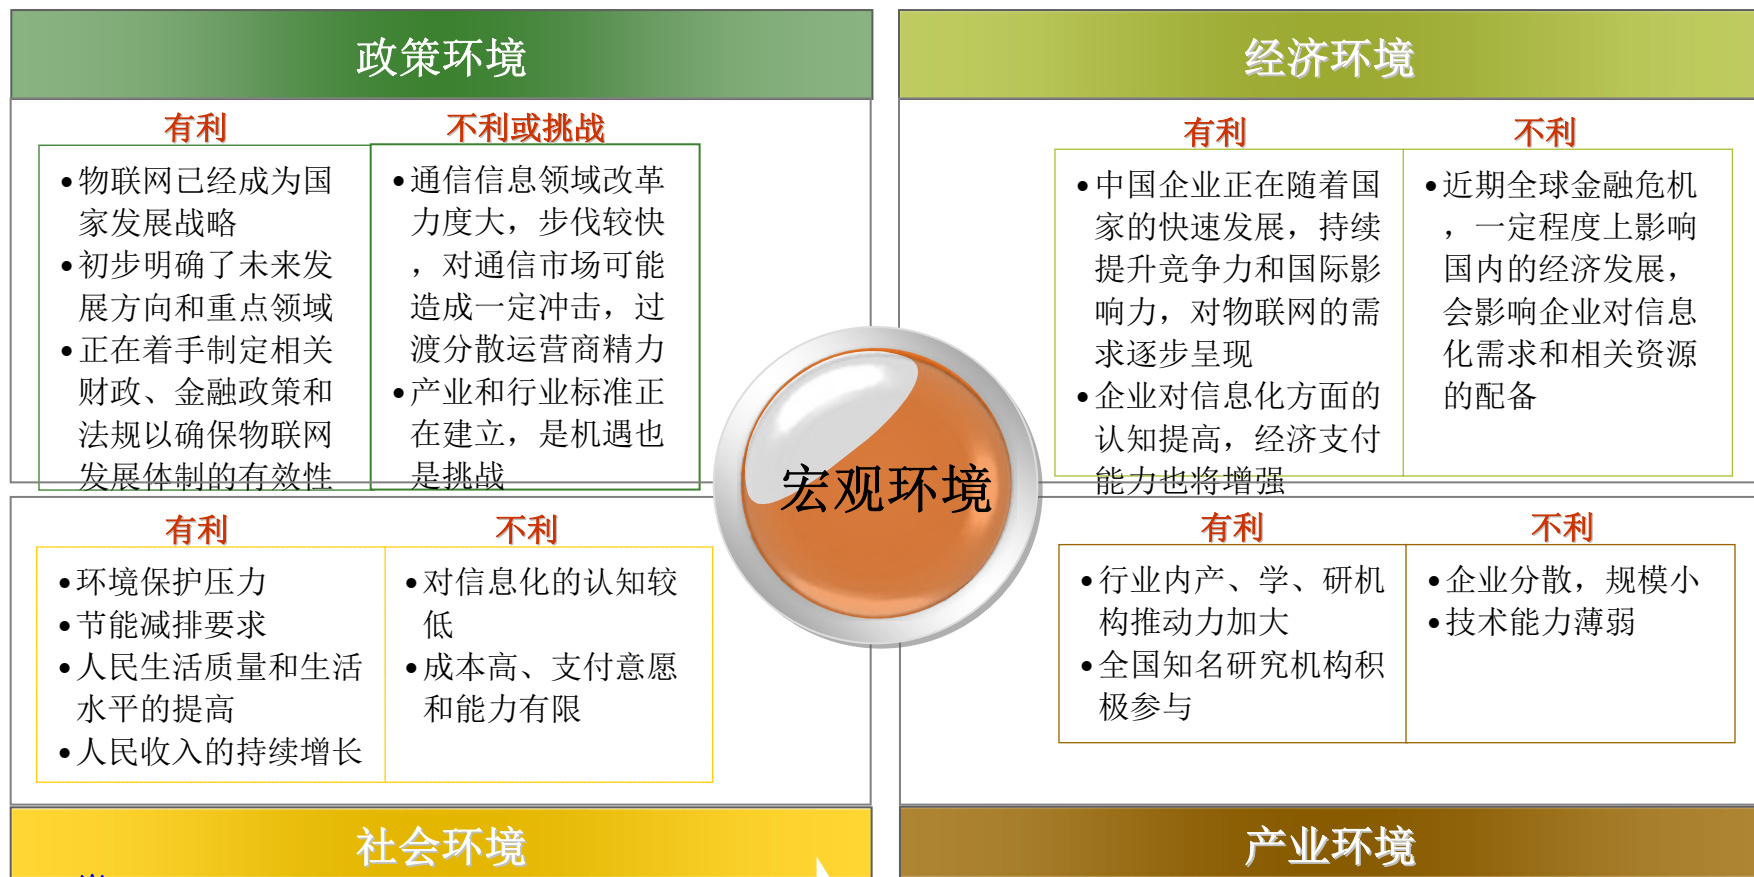 政策环境
有利
不利或挑战
•物联网已经成为国
家发展战略
•初步明确了未来发
展方向和重点领域
•正在着手制定相关
财政、金融政策和
法规以确保物联网
发展体制的有效性
•通信信息领域改革
力度大，步伐较快
，对通信市场可能
造成一定冲击，过
渡分散运营商精力
•产业和行业标准正
在建立，是机遇也
是挑战
经济环境
有利
不利
•中国企业正在随着国
家的快速发展，持续
提升竞争力和国际影
响力，对物联网的需
求逐步呈现
•企业对信息化方面的
认知提高，经济支付
能力也将增强
•近期全球金融危机
，一定程度上影响
国内的经济发展，
会影响企业对信息
化需求和相关资源
的配备
宏观环境
有利
不利
•环境保护压力
•节能减排要求
•人民生活质量和生活
水平的提高
•人民收入的持续增长
•对信息化的认知较
低
•成本高、支付意愿
和能力有限
社会环境
有利
不利
•行业内产、学、研机
构推动力加大
•全国知名研究机构积
极参与
•企业分散，规模小
•技术能力薄弱
产业环境